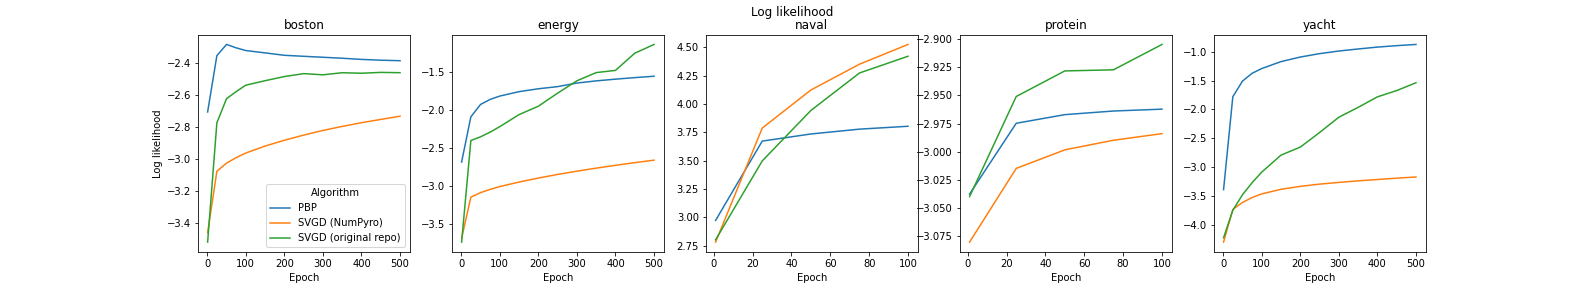 Log likelihood
boston
energy
naval
protein
yacht
Log likelihood
−2.4
−2.6
−2.8
−3.0
−3.2
−3.4
Algorithm
PBP
SVGD (NumPyro)
SVGD (original repo)
0 100 200 300 400 500
Epoch
−1.5
−2.0
−2.5
−3.0
−3.5
0 100 200 300 400 500
Epoch
4.50
4.25
4.00
3.75
3.50
3.25
3.00
2.75
0 20 40 60 80 100
Epoch
−2.900
−2.925
−2.950
−2.975
−3.000
−3.025
−3.050
−3.075
0 20 40 60 80 100
Epoch
−1.0
−1.5
−2.0
−2.5
−3.0
−3.5
−4.0
0 100 200 300 400 500
Epoch